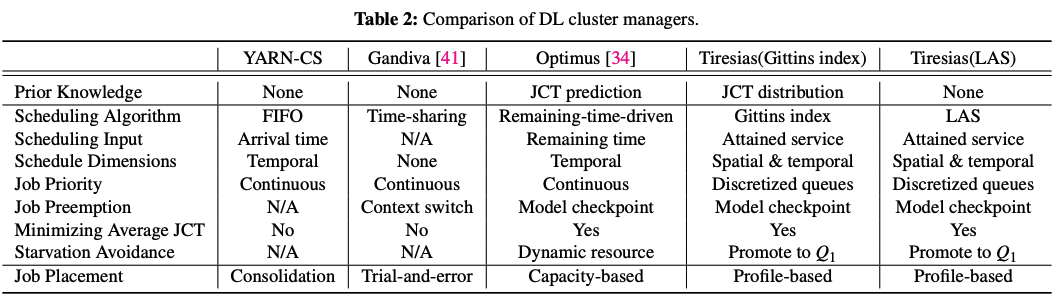 Table 2: Comparison of DL cluster managers.
YARN-CS Gandiva [41] Optimus [34] Tiresias(Gittins index) Tiresias(LAS)
Prior Knowledge None None JCT prediction JCT distribution None
Scheduling Algorithm FIFO Time-sharing Remaining-time-driven Gittins index LAS
Scheduling Input Arrival time N/A Remaining time Attained service Attained service
Schedule Dimensions Temporal None Temporal Spatial & temporal Spatial & temporal
Job Priority Continuous Continuous Continuous Discretized queues Discretized queues
Job Preemption N/A Context switch Model checkpoint Model checkpoint Model checkpoint
Minimizing Average JCT No No Yes Yes Yes
Starvation Avoidance N/A N/A Dynamic resource Promote to Q1 Promote to Q1
Job Placement Consolidation Trial-and-error Capacity-based Profile-based Profile-based